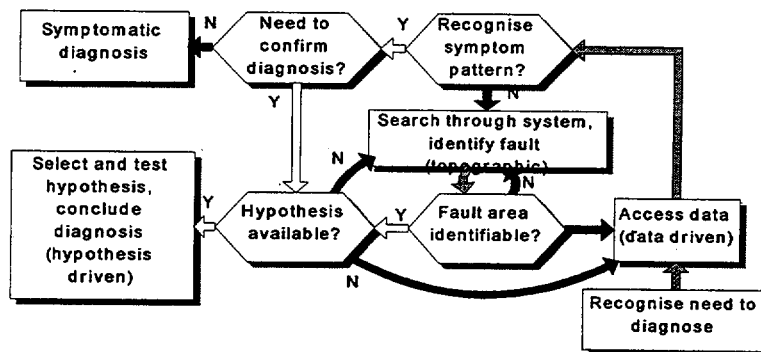 Symptomatic
diagnosis
N
Need to
confirm
diagnosis?
Y
Recognise
symptom
pattern?
Y
N
Search through system,
identify fault
(topographic)
Select and test
hypothesis,
conclude
diagnosis
(hypothesis
driven)
Y
Hypothesis
available?
N
Y
Fault area
identifiable?
N
Access data
(data driven)
N
Recognise need to
diagnose